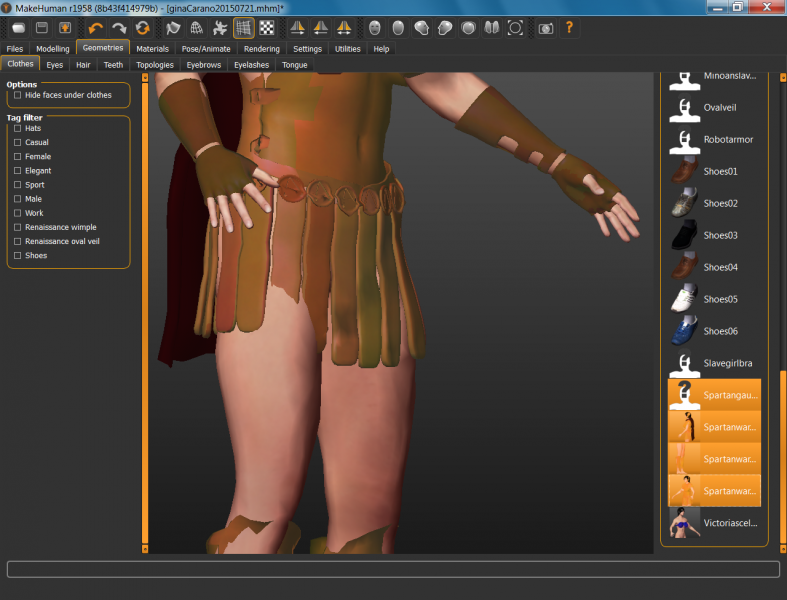 MakeHuman r1958 (8b43f414979b) - [ginaCarano20150721.mhm]*
Files Modelling Geometries Materials Pose/Animate Rendering Settings Utilities Help
Clothes Eyes Hair Teeth Topologies Eyebrows Eyelashes Tongue
Options
Hide faces under clothes
Tag filter
Hats
Casual
Female
Elegant
Sport
Male
Work
Renaissance wimple
Renaissance oval veil
Shoes
Minoanslav...
Ovalveil
Robotarmor
Shoes01
Shoes02
Shoes03
Shoes04
Shoes05
Shoes06
Slavegirlbra
Spartangau...
Spartanwar...
Spartanwar...
Spartanwar...
Victoriascel...